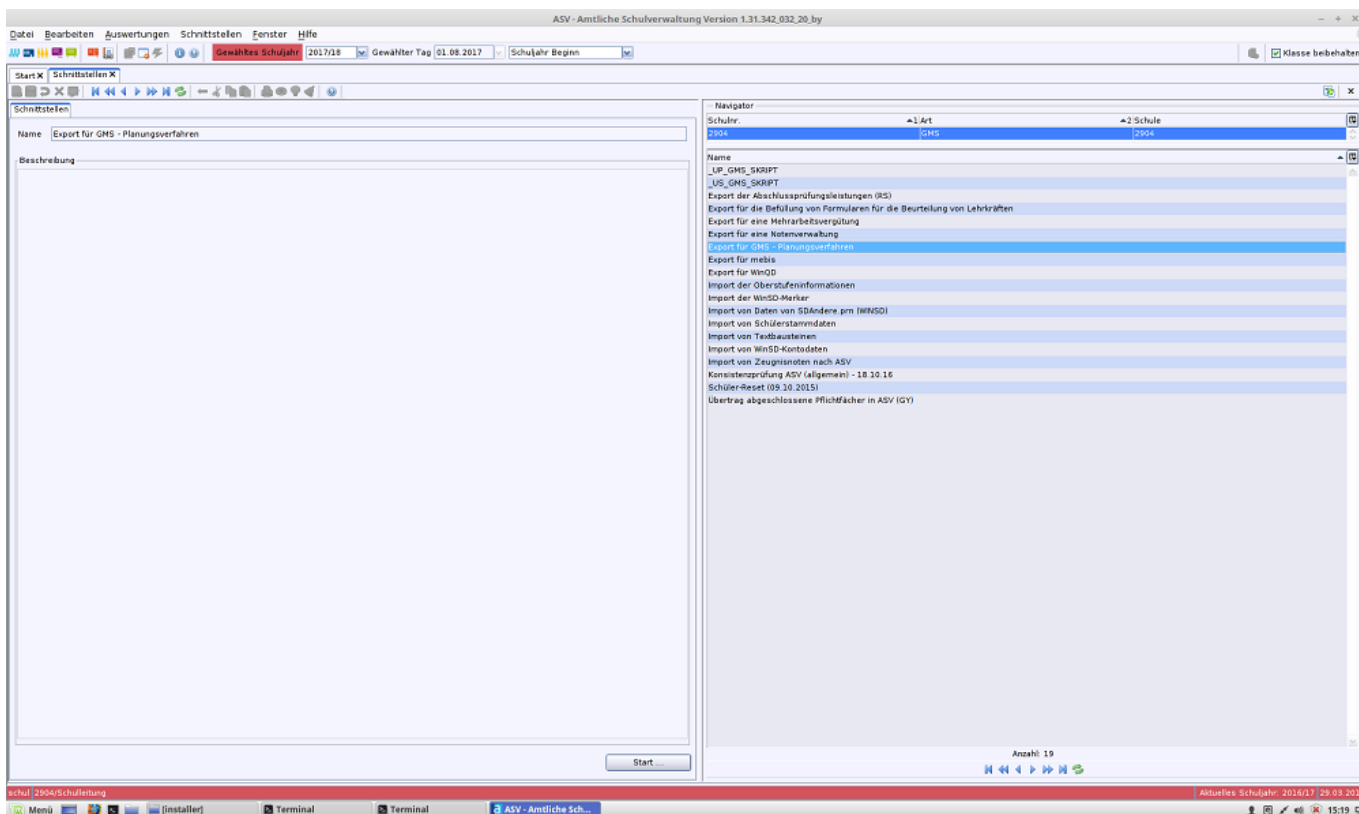 ASV - Amtliche Schulverwaltung Version 1.31.342_032_20_by
Datei Bearbeiten Auswertungen Schnittstellen Fenster Hilfe
Gewähltes Schuljahr 2017/18 Gewählter Tag 01.08.2017 Schuljahr Beginn Klasse beibehalten
Start Schnittstellen
Schnittstellen
Name Export für GMS - Planungsverfahren
Beschreibung
Start ...
Navigator
Schulnr. 1 Art 2 Schule
2904 GMS 2904
Name
_UP_GMS_SKRIPT
_US_GMS_SKRIPT
Export der Abschlussprüfungsleistungen (RS)
Export für die Befüllung von Formularen für die Beurteilung von Lehrkräften
Export für eine Mehrarbeitsvergütung
Export für eine Notenverwaltung
Export für GMS - Planungsverfahren
Export für mebis
Export für WinQD
Import der Oberstufeninformationen
Import der WinSD-Merker
Import von Daten von SDAndere.prn (WINSD)
Import von Schülerstammdaten
Import von Textbausteinen
Import von WinSD-Kontodaten
Import von Zeugnisnoten nach ASV
Konsistenzprüfung ASV (allgemein) - 18.10.16
Schüler-Reset (09.10.2015)
Übertrag abgeschlossene Pflichtfächer in ASV (GY)
Anzahl: 19
schul 2904/Schulleitung Aktuelles Schuljahr: 2016/17 29.03.201
Menü [installer] Terminal Terminal ASV - Amtliche Sch... 15:19